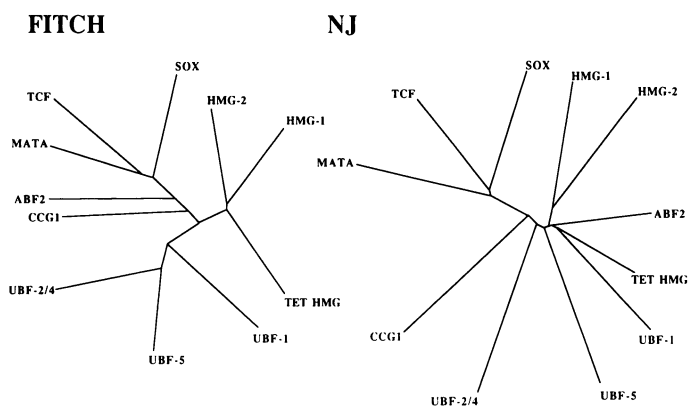 FITCH
NJ
SOX
TCF
HMG-2
HMG-1
MATA
ABF2
CCG1
UBF-2/4
TET HMG
UBF-1
UBF-5
SOX
HMG-1
TCF
HMG-2
MATA
ABF2
TET HMG
CCG1
UBF-1
UBF-5
UBF-2/4